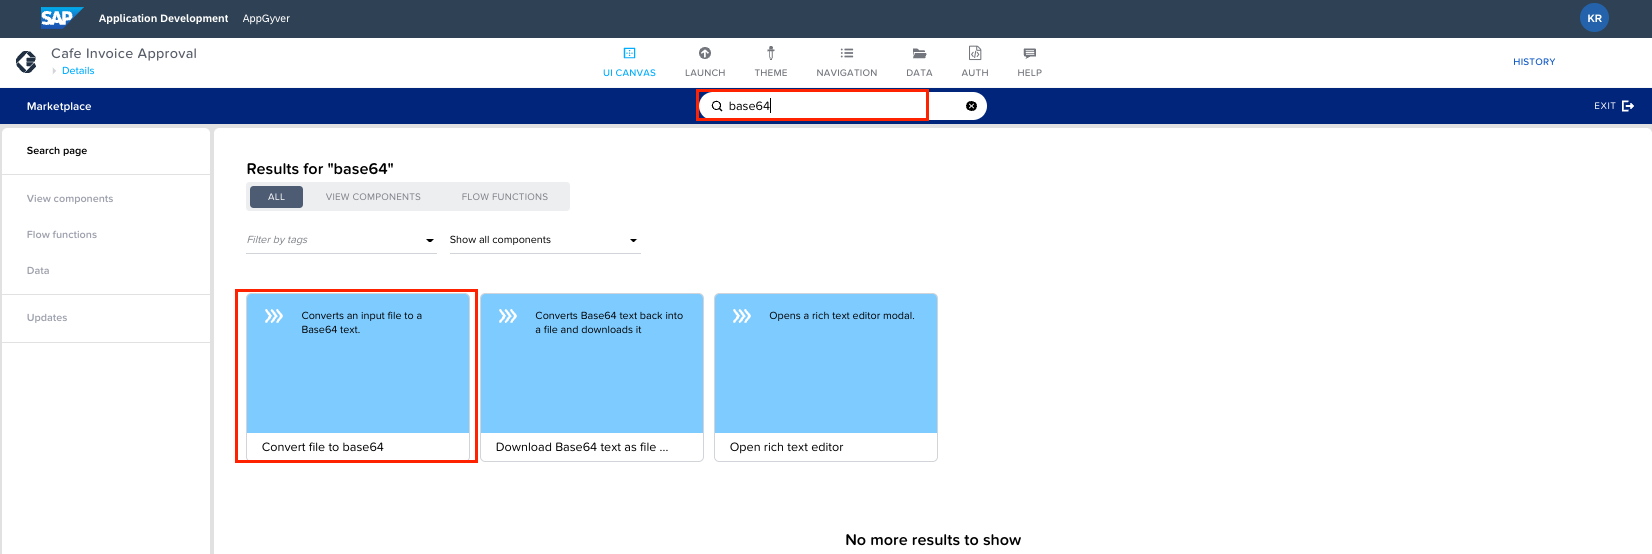 SAP Application Development AppGyver KR
Cafe Invoice Approval
› Details
UI CANVAS LAUNCH THEME NAVIGATION DATA AUTH HELP
HISTORY
Marketplace
base64
EXIT
Search page
View components
Flow functions
Data
Updates
Results for "base64"
ALL VIEW COMPONENTS FLOW FUNCTIONS
Filter by tags Show all components
Converts an input file to a
Base64 text.
Convert file to base64
Converts Base64 text back into
a file and downloads it
Download Base64 text as file ...
Opens a rich text editor modal.
Open rich text editor
No more results to show